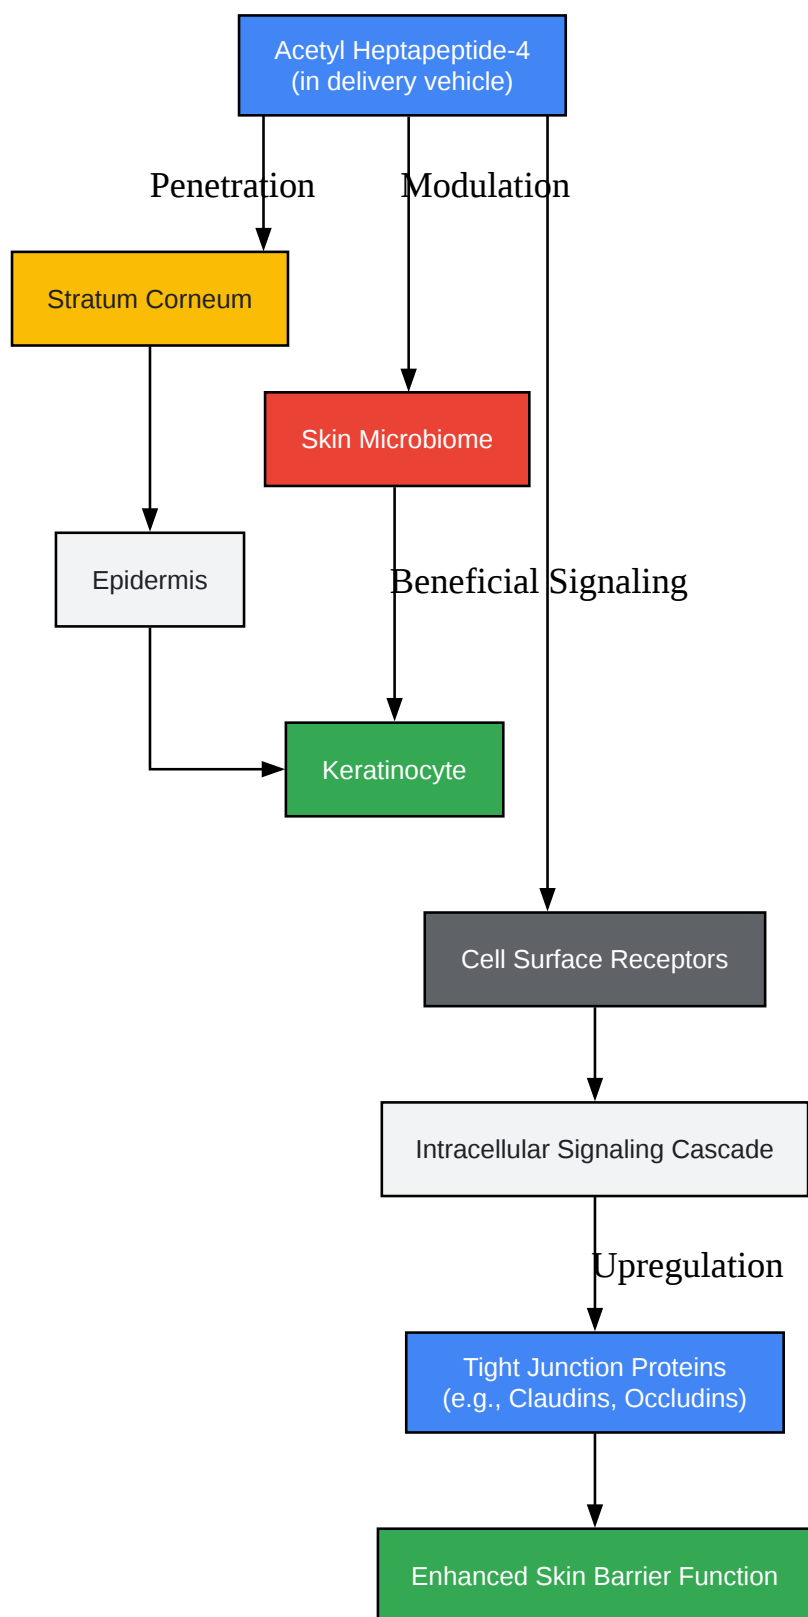 Acetyl Heptapeptide-4
(in delivery vehicle)
Penetration
Modulation
Stratum Corneum
Skin Microbiome
Epidermis
Beneficial Signaling
Keratinocyte
Cell Surface Receptors
Intracellular Signaling Cascade
Upregulation
Tight Junction Proteins
(e.g., Claudins, Occludins)
Enhanced Skin Barrier Function